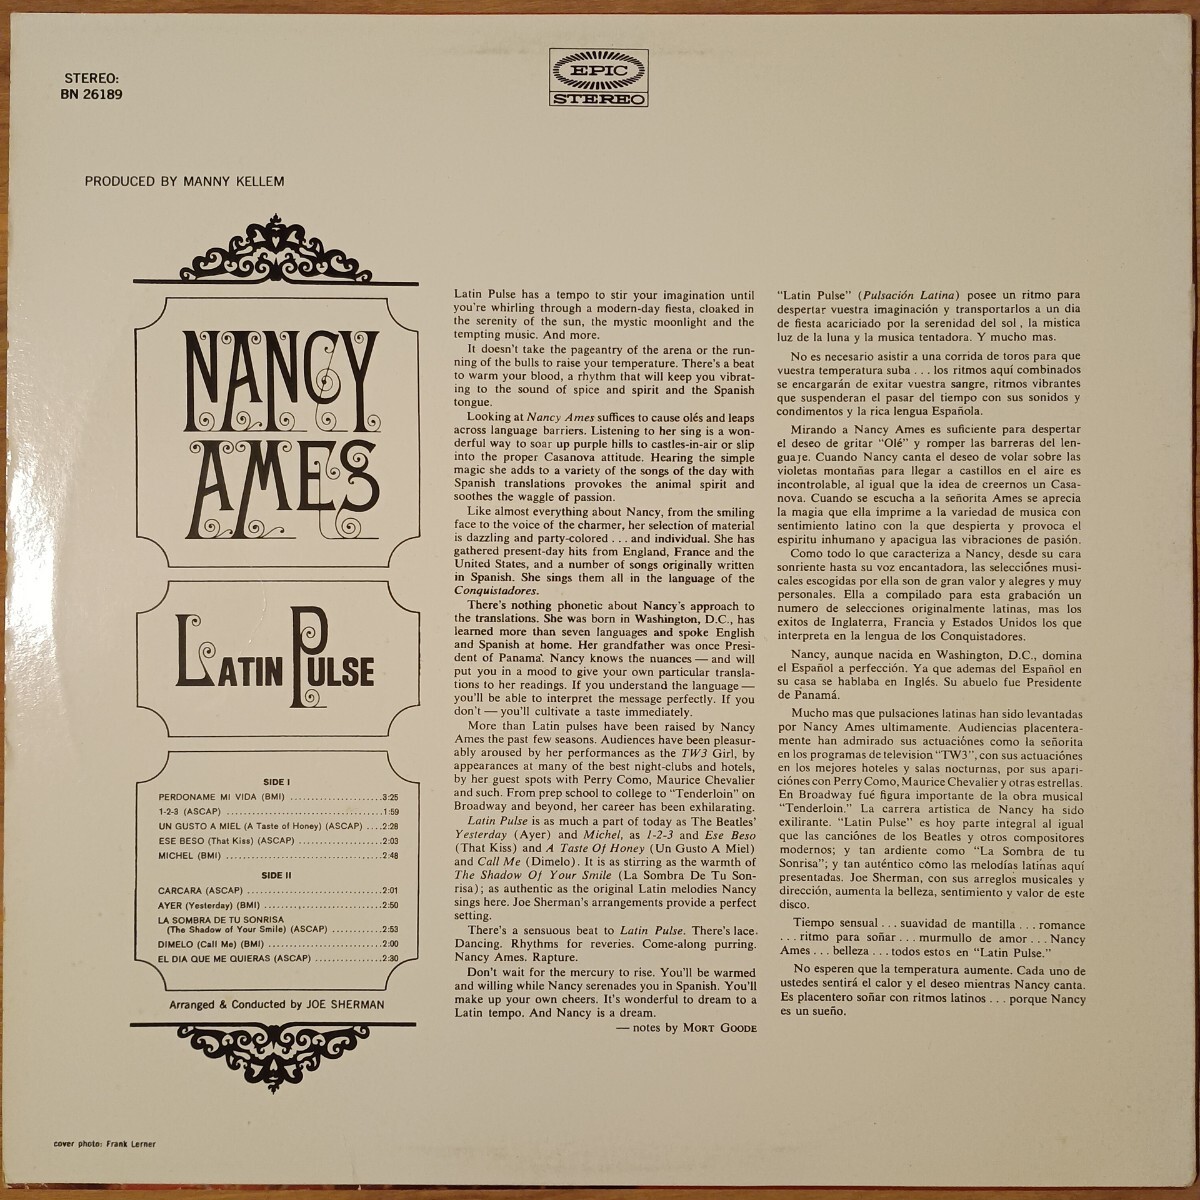 STEREO:
BN 26189
EPIC
STEREO
PRODUCED BY MANNY KELLEM
NANCY
AMES
LATIN PULSE
SIDE I
PERDONAME MI VIDA (BMI) ......................3:25
1-2-3 (ASCAP) ......................................1:59
UN GUSTO A MIEL (A Taste of Honey) (ASCAP) ....2:28
ESE BESO (That Kiss) (ASCAP) ....................2:03
MICHEL (BMI) .....................................2:48
SIDE II
CARCARA (ASCAP) ................................2:01
AYER (Yesterday) (BMI) ............................2:50
LA SOMBRA DE TU SONRISA
(The Shadow of Your Smile) (ASCAP) ............2:53
DIMELO (Call Me) (BMI) ...........................2:00
EL DIA QUE ME QUIERAS (ASCAP) ................2:30
Arranged & Conducted by JOE SHERMAN
cover photo: Frank Lerner
Latin Pulse has a tempo to stir your imagination until
you're whirling through a modern-day fiesta, cloaked in
the serenity of the sun, the mystic moonlight and the
tempting music. And more.
It doesn't take the pageantry of the arena or the run-
ning of the bulls to raise your temperature. There's a beat
to warm your blood, a rhythm that will keep you vibrat-
ing to the sound of spice and spirit and the Spanish
tongue.
Looking at Nancy Ames suffices to cause olés and leaps
across language barriers. Listening to her sing is a won-
derful way to soar up purple hills to castles-in-air or slip
into the proper Casanova attitude. Hearing the simple
magic she adds to a variety of the songs of the day with
Spanish translations provokes the animal spirit and
soothes the waggle of passion.
Like almost everything about Nancy, from the smiling
face to the voice of the charmer, her selection of material
is dazzling and party-colored . . . and individual. She has
gathered present-day hits from England, France and the
United States, and a number of songs originally written
in Spanish. She sings them all in the language of the
Conquistadores.
There's nothing phonetic about Nancy's approach to
the translations. She was born in Washington, D.C., has
learned more than seven languages and spoke English
and Spanish at home. Her grandfather was once Presi-
dent of Panama. Nancy knows the nuances — and will
put you in a mood to give your own particular transla-
tions to her readings. If you understand the language —
you'll be able to interpret the message perfectly. If you
don't — you'll cultivate a taste immediately.
More than Latin pulses have been raised by Nancy
Ames the past few seasons. Audiences have been pleasur-
ably aroused by her performances as the TW3 Girl, by
appearances at many of the best night-clubs and hotels,
by her guest spots with Perry Como, Maurice Chevalier
and such. From prep school to college to "Tenderloin" on
Broadway and beyond, her career has been exhilarating.
Latin Pulse is as much a part of today as The Beatles'
Yesterday (Ayer) and Michel, as 1-2-3 and Ese Beso
(That Kiss) and A Taste Of Honey (Un Gusto A Miel)
and Call Me (Dimelo). It is as stirring as the warmth of
The Shadow Of Your Smile (La Sombra De Tu Son-
risa); as authentic as the original Latin melodies Nancy
sings here. Joe Sherman's arrangements provide a perfect
setting.
There's a sensuous beat to Latin Pulse. There's lace.
Dancing. Rhythms for reveries. Come-along purring.
Nancy Ames. Rapture.
Don't wait for the mercury to rise. You'll be warmed
and willing while Nancy serenades you in Spanish. You'll
make up your own cheers. It's wonderful to dream to a
Latin tempo. And Nancy is a dream.
— notes by MORT GOODE
"Latin Pulse" (Pulsación Latina) posee un ritmo para
despertar vuestra imaginación y transportarlos a un dia
de fiesta acariciado por la serenidad del sol , la mistica
luz de la luna y la musica tentadora. Y mucho mas.
No es necesario asistir a una corrida de toros para que
vuestra temperatura suba . . . los ritmos aquí combinados
se encargarán de exitar vuestra sangre, ritmos vibrantes
que suspenderan el pasar del tiempo con sus sonidos y
condimentos y la rica lengua Española.
Mirando a Nancy Ames es suficiente para despertar
el deseo de gritar "Olé" y romper las barreras del len-
guaje. Cuando Nancy canta el deseo de volar sobre las
violetas montañas para llegar a castillos en el aire es
incontrolable, al igual que la idea de creernos un Casa-
nova. Cuando se escucha a la señorita Ames se aprecia
la magia que ella imprime a la variedad de musica con
sentimiento latino con la que despierta y provoca el
espiritu inhumano y apacigua las vibraciones de pasión.
Como todo lo que caracteriza a Nancy, desde su cara
sonriente hasta su voz encantadora, las selecciónes musi-
cales escogidas por ella son de gran valor y alegres y muy
personales. Ella a compilado para esta grabación un
numero de selecciones originalmente latinas, mas los
exitos de Inglaterra, Francia y Estados Unidos los que
interpreta en la lengua de los Conquistadores.
Nancy, aunque nacida en Washington, D.C., domina
el Español a perfección. Ya que ademas del Español en
su casa se hablaba en Inglés. Su abuelo fue Presidente
de Panamá.
Mucho mas que pulsaciones latinas han sido levantadas
por Nancy Ames ultimamente. Audiencias placentera-
mente han admirado sus actuaciónes como la señorita
en los programas de television "TW3", con sus actuaciónes
en los mejores hoteles y salas nocturnas, por sus apari-
ciónes con Perry Como, Maurice Chevalier y otras estrellas.
En Broadway fué figura importante de la obra musical
"Tenderloin." La carrera artistica de Nancy ha sido
exilirante. "Latin Pulse" es hoy parte integral al igual
que las canciónes de los Beatles y otros compositores
modernos; y tan ardiente como "La Sombra de tu
Sonrisa"; y tan auténtico cómo las melodías latinas aquí
presentadas. Joe Sherman, con sus arreglos musicales y
dirección, aumenta la belleza, sentimiento y valor de este
disco.
Tiempo sensual . . . suavidad de mantilla . . . romance
. . . ritmo para soñar . . . murmullo de amor . . . Nancy
Ames . . . belleza . . . todos estos en "Latin Pulse."
No esperen que la temperatura aumente. Cada uno de
ustedes sentirá el calor y el deseo mientras Nancy canta.
Es placentero soñar con ritmos latinos . . . porque Nancy
es un sueño.